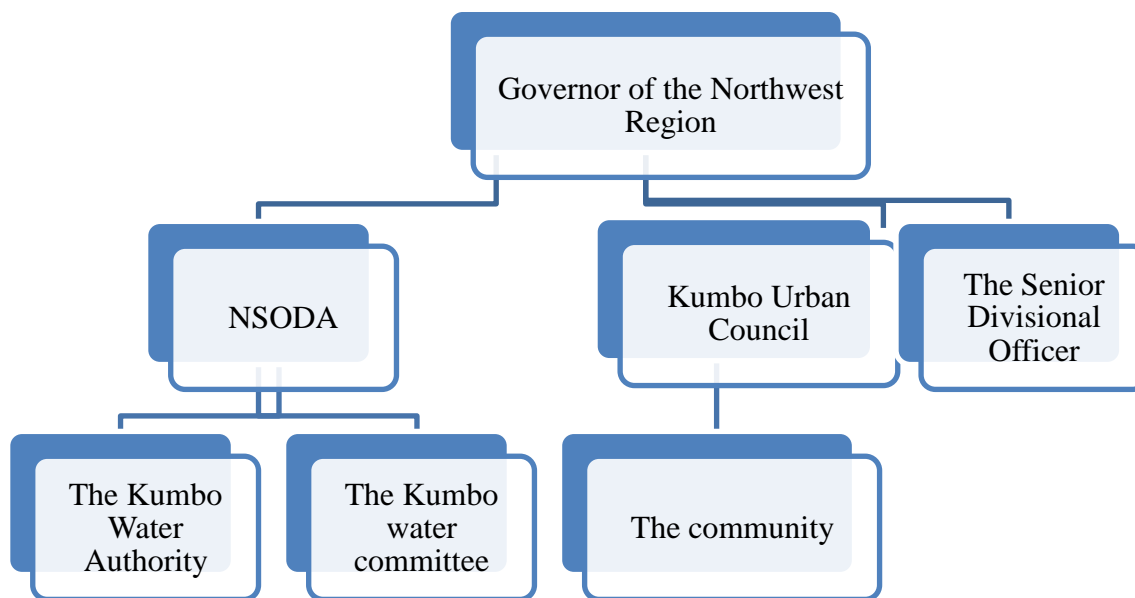 Governor of the Northwest
Region
NSODA
Kumbo Urban
Council
The Senior
Divisional
Officer
The Kumbo
Water
Authority
The Kumbo
water
committee
The community